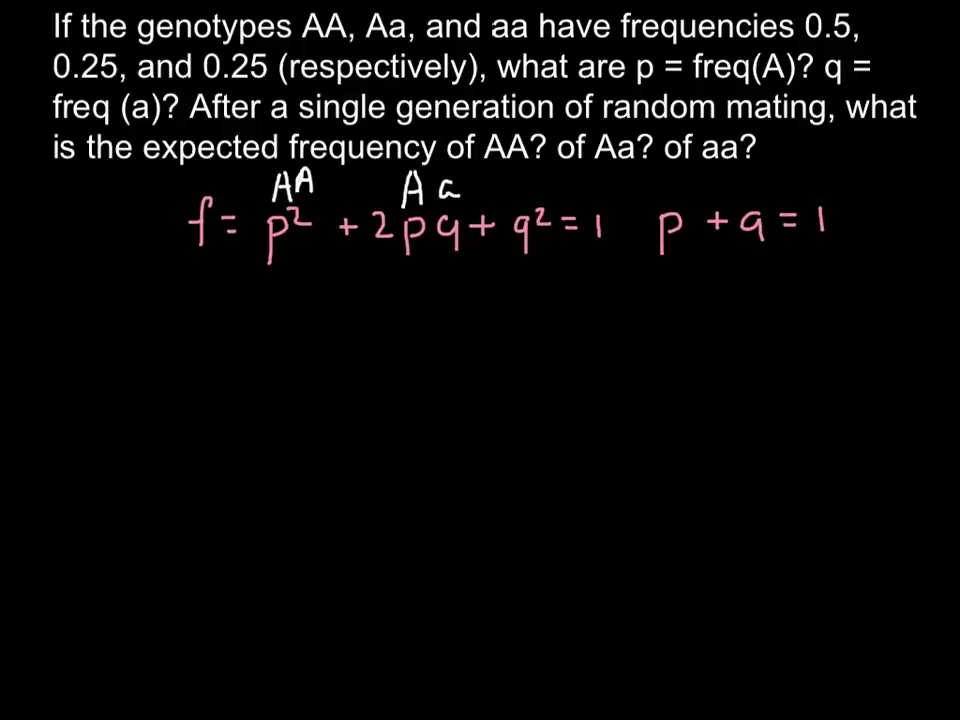 If the genotypes AA, Aa, and aa have frequencies 0.5,
0.25, and 0.25 (respectively), what are p = freq(A)? q =
freq (a)? After a single generation of random mating, what
is the expected frequency of AA? of Aa? of aa?
AA A a
f = p² + 2pq + q² = 1 p + q = 1